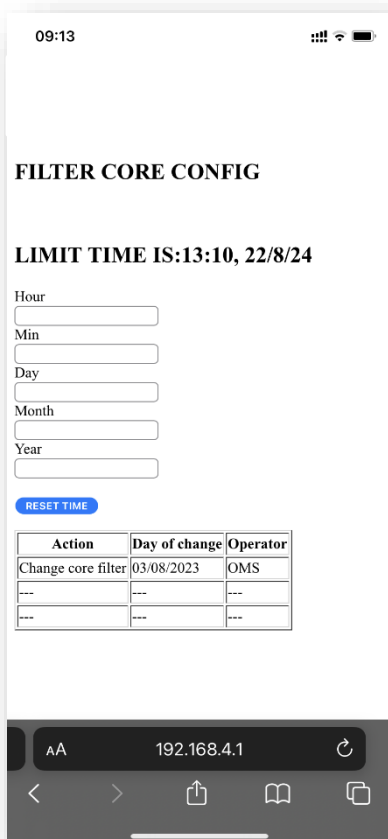 09:13
FILTER CORE CONFIG
LIMIT TIME IS:13:10, 22/8/24
Hour
Min
Day
Month
Year
RESET TIME
Action Day of change Operator
Change core filter 03/08/2023 OMS
--- --- ---
--- --- ---
AA 192.168.4.1